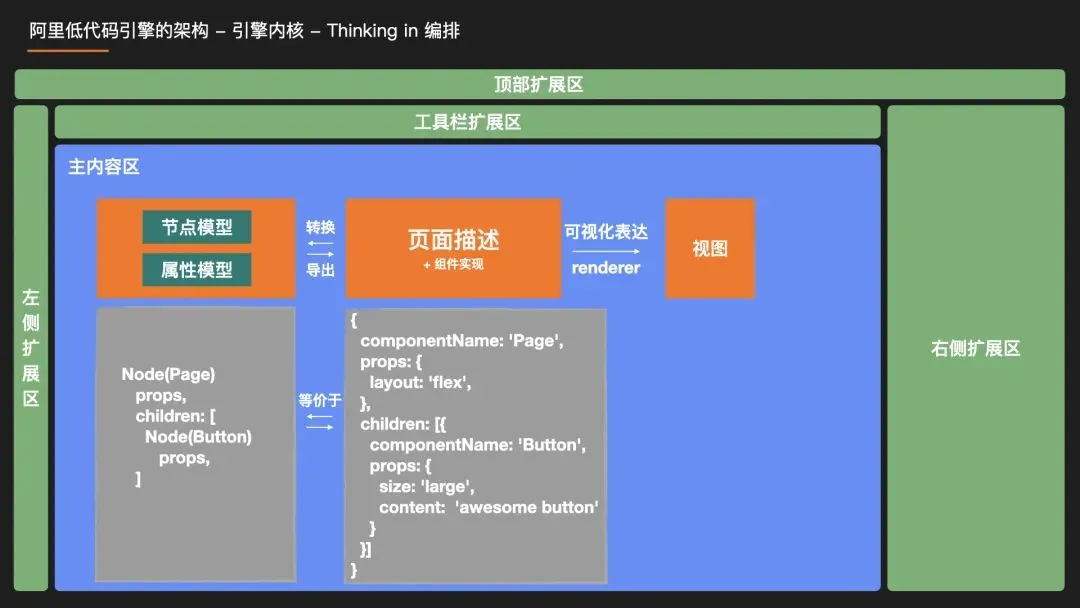 阿里低代码引擎的架构 – 引擎内核 – Thinking in 编排
顶部扩展区
左侧扩展区
工具栏扩展区
主内容区
节点模型
属性模型
转换
导出
页面描述
+ 组件实现
可视化表达
renderer
视图
Node(Page)
props,
children: [
Node(Button)
props,
]
等价于
{
componentName: 'Page',
props: {
layout: 'flex',
},
children: [{
componentName: 'Button',
props: {
size: 'large',
content: 'awesome button'
}
}]
}
右侧扩展区